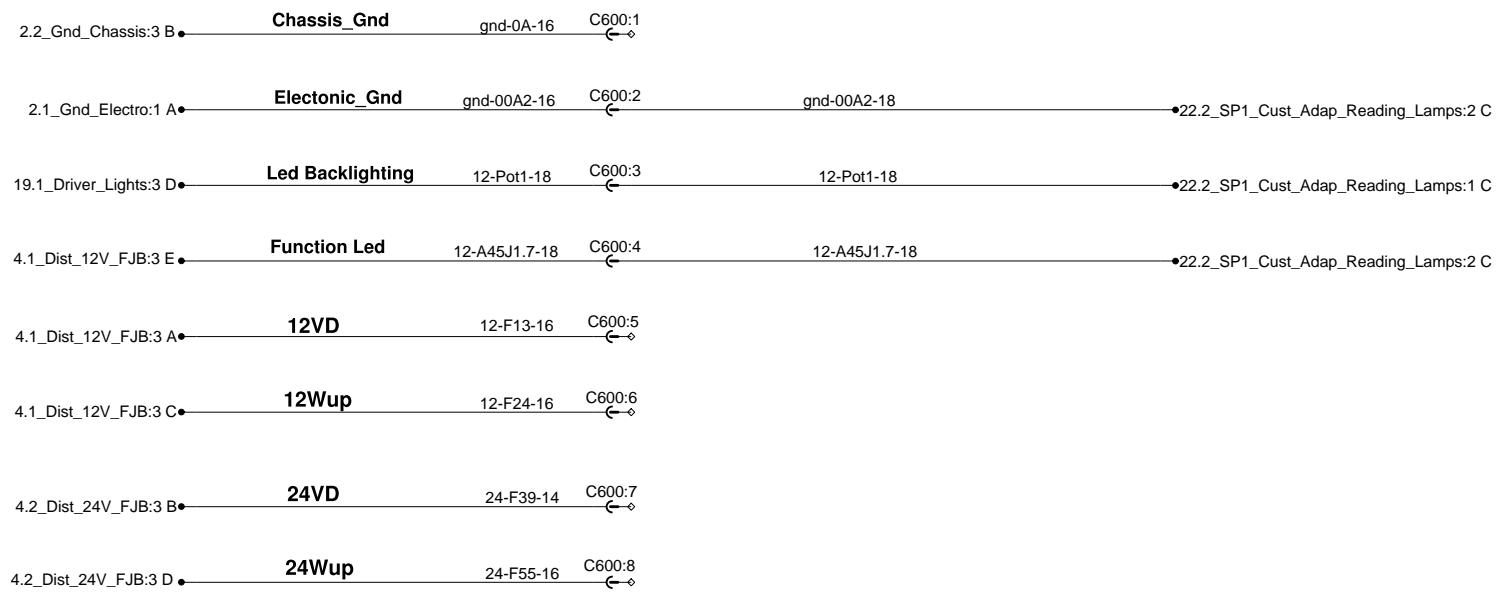 2.2_Gnd_Chassis:3 B Chassis_Gnd gnd-0A-16 C600:1
2.1_Gnd_Electro:1 A Electonic_Gnd gnd-00A2-16 C600:2 gnd-00A2-18 22.2_SP1_Cust_Adap_Reading_Lamps:2 C
19.1_Driver_Lights:3 D Led Backlighting 12-Pot1-18 C600:3 12-Pot1-18 22.2_SP1_Cust_Adap_Reading_Lamps:1 C
4.1_Dist_12V_FJB:3 E Function Led 12-A45J1.7-18 C600:4 12-A45J1.7-18 22.2_SP1_Cust_Adap_Reading_Lamps:2 C
4.1_Dist_12V_FJB:3 A 12VD 12-F13-16 C600:5
4.1_Dist_12V_FJB:3 C 12Wup 12-F24-16 C600:6
4.2_Dist_24V_FJB:3 B 24VD 24-F39-14 C600:7
4.2_Dist_24V_FJB:3 D 24Wup 24-F55-16 C600:8